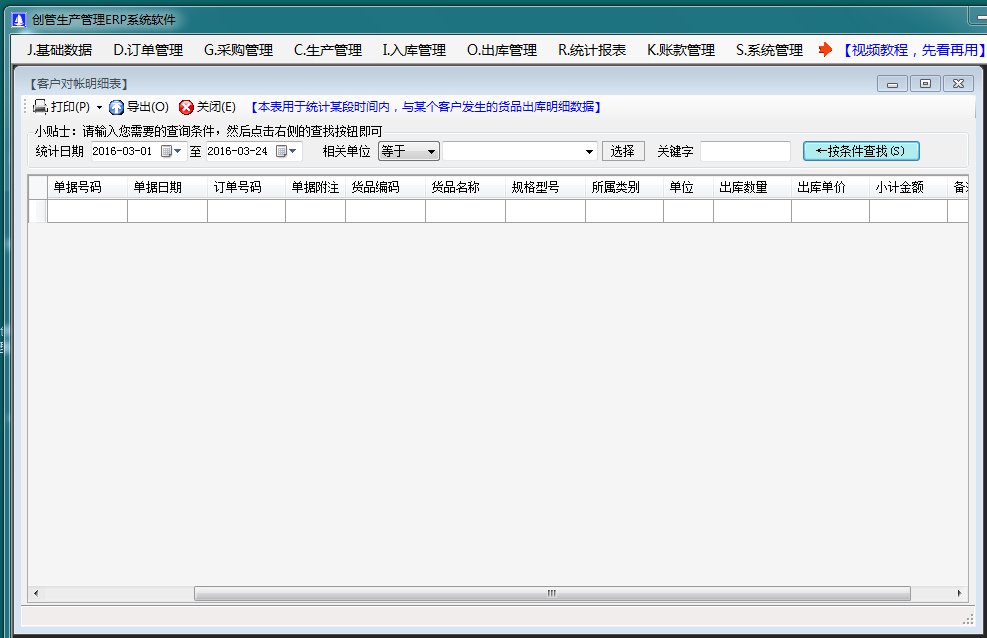 创管生产管理ERP系统软件
J.基础数据 D.订单管理 G.采购管理 C.生产管理 I.入库管理 O.出库管理 R.统计报表 K.账款管理 S.系统管理 【视频教程，先看再用】
【客户对帐明细表】
打印(P) 导出(O) 关闭(E) 【本表用于统计某段时间内，与某个客户发生的货品出库明细数据】
小贴士：请输入您需要的查询条件，然后点击右侧的查找按钮即可
统计日期 2016-03-01 至 2016-03-24 相关单位 等于 选择 关键字 ←按条件查找(S)
单据号码 单据日期 订单号码 单据附注 货品编码 货品名称 规格型号 所属类别 单位 出库数量 出库单价 小计金额 备